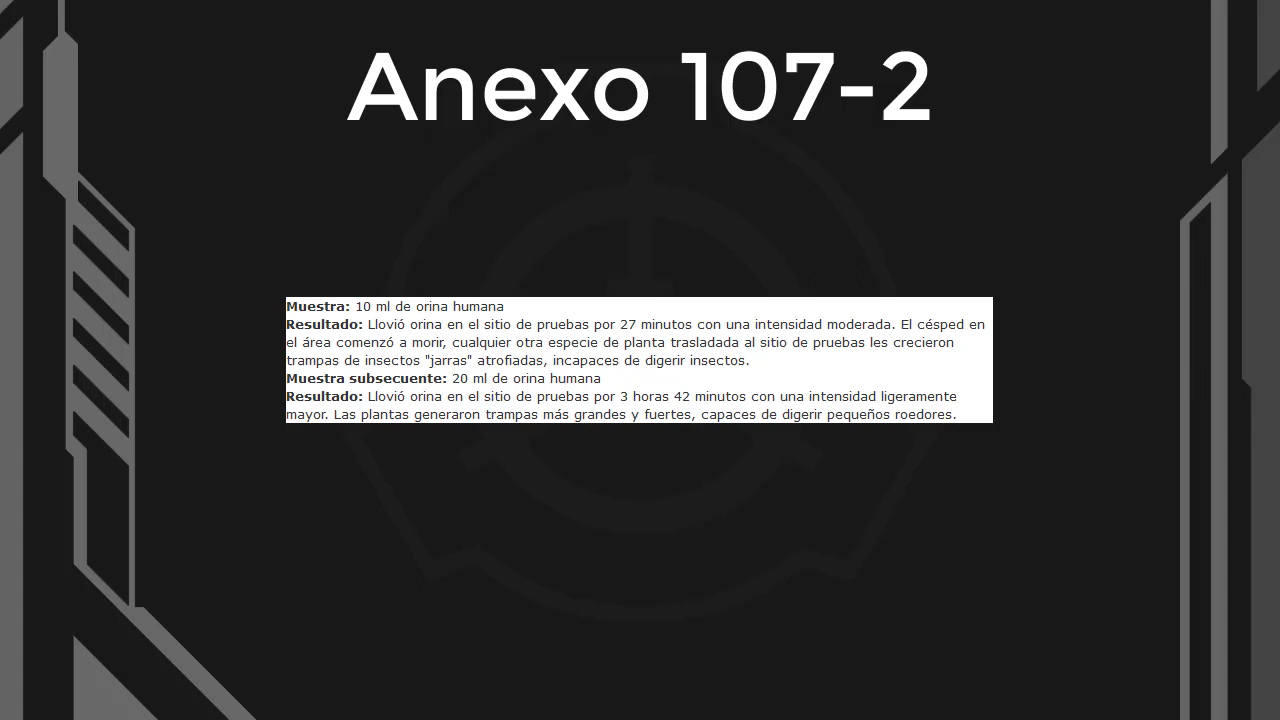 Anexo 107-2
Muestra: 10 ml de orina humana
Resultado: Llovió orina en el sitio de pruebas por 27 minutos con una intensidad moderada. El césped en
el área comenzó a morir, cualquier otra especie de planta trasladada al sitio de pruebas les crecieron
trampas de insectos "jarras" atrofiadas, incapaces de digerir insectos.
Muestra subsecuente: 20 ml de orina humana
Resultado: Llovió orina en el sitio de pruebas por 3 horas 42 minutos con una intensidad ligeramente
mayor. Las plantas generaron trampas más grandes y fuertes, capaces de digerir pequeños roedores.